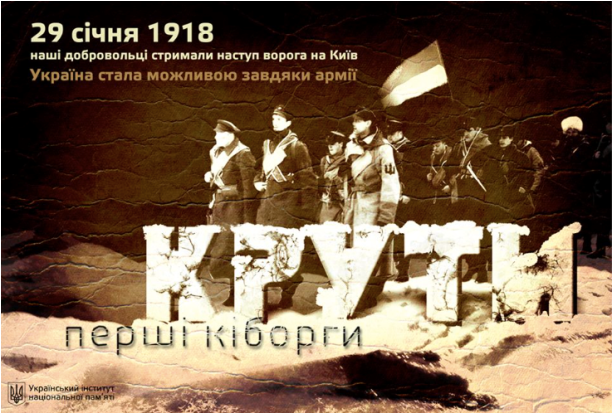 29 січня 1918
наші добровольці стримали наступ ворога на Київ
Україна стала можливою завдяки армії
КРУТИ
перші кіборги
Український інститут
національної пам'яті